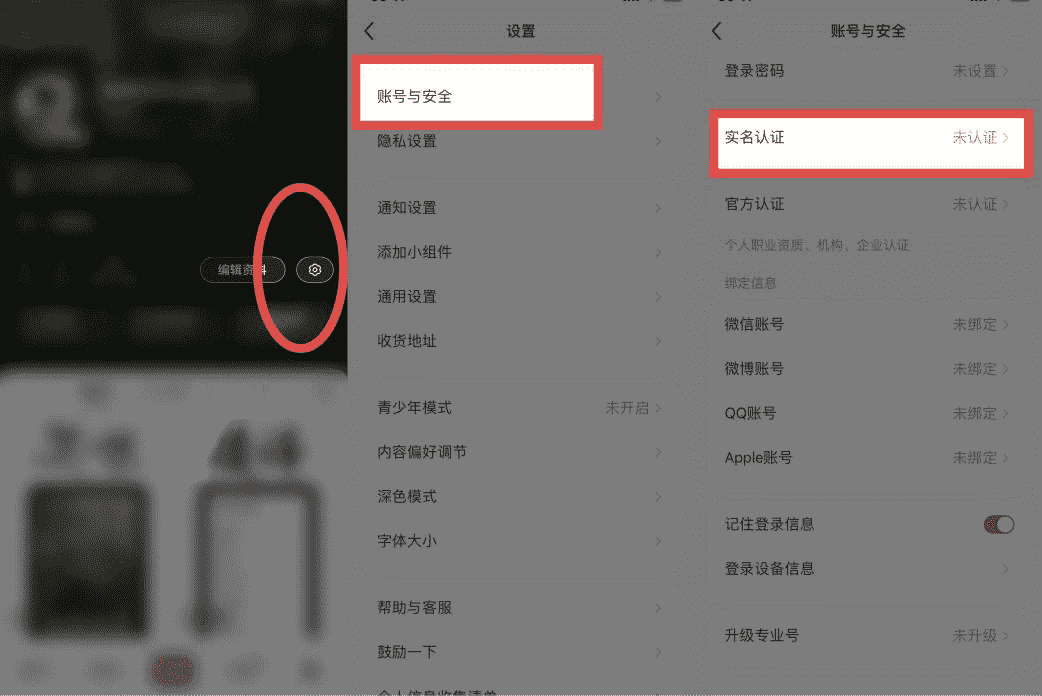 编辑资料
设置
账号与安全
隐私设置
通知设置
添加小组件
通用设置
收货地址
青少年模式 未开启
内容偏好调节
深色模式
字体大小
帮助与客服
鼓励一下
个人信息收集清单
账号与安全
登录密码 未设置
实名认证 未认证
官方认证 未认证
个人职业资质、机构、企业认证
绑定信息
微信账号 未绑定
微博账号 未绑定
QQ账号 未绑定
Apple账号 未绑定
记住登录信息
登录设备信息
升级专业号 未升级